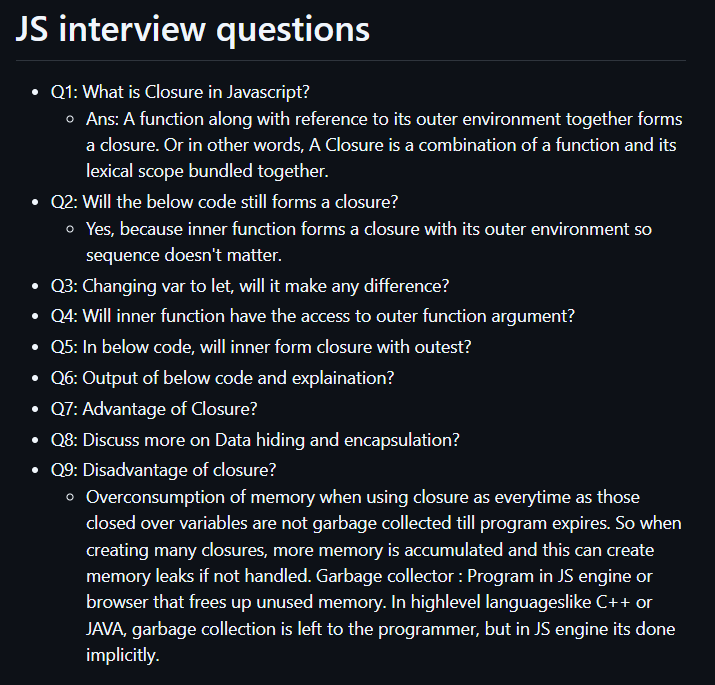 JS interview questions
Q1: What is Closure in Javascript?
Ans: A function along with reference to its outer environment together forms
a closure. Or in other words, A Closure is a combination of a function and its
lexical scope bundled together.
Q2: Will the below code still forms a closure?
Yes, because inner function forms a closure with its outer environment so
sequence doesn't matter.
Q3: Changing var to let, will it make any difference?
Q4: Will inner function have the access to outer function argument?
Q5: In below code, will inner form closure with outest?
Q6: Output of below code and explaination?
Q7: Advantage of Closure?
Q8: Discuss more on Data hiding and encapsulation?
Q9: Disadvantage of closure?
Overconsumption of memory when using closure as everytime as those
closed over variables are not garbage collected till program expires. So when
creating many closures, more memory is accumulated and this can create
memory leaks if not handled. Garbage collector : Program in JS engine or
browser that frees up unused memory. In highlevel languageslike C++ or
JAVA, garbage collection is left to the programmer, but in JS engine its done
implicitly.